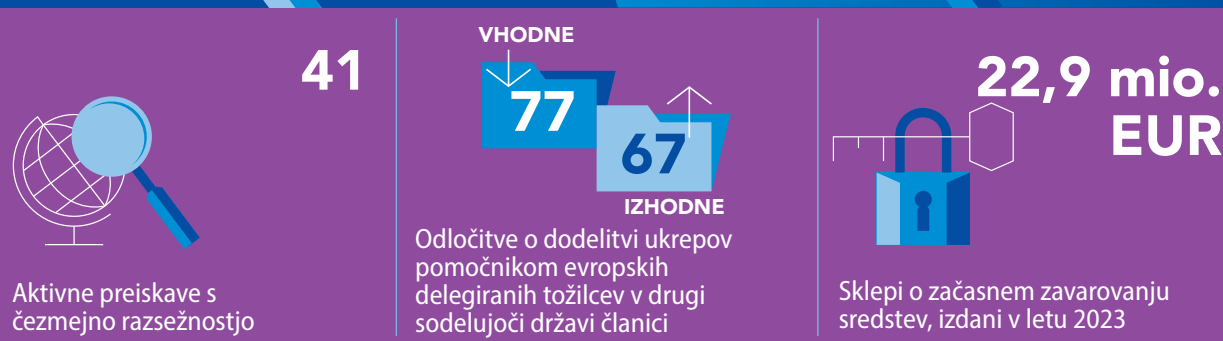 41
Aktivne preiskave s
čezmejno razsežnostjo
VHODNE
77
67
IZHODNE
Odločitve o dodelitvi ukrepov
pomočnikom evropskih
delegiranih tožilcev v drugi
sodelujoči državi članici
22,9 mio.
EUR
Sklepi o začasnem zavarovanju
sredstev, izdani v letu 2023